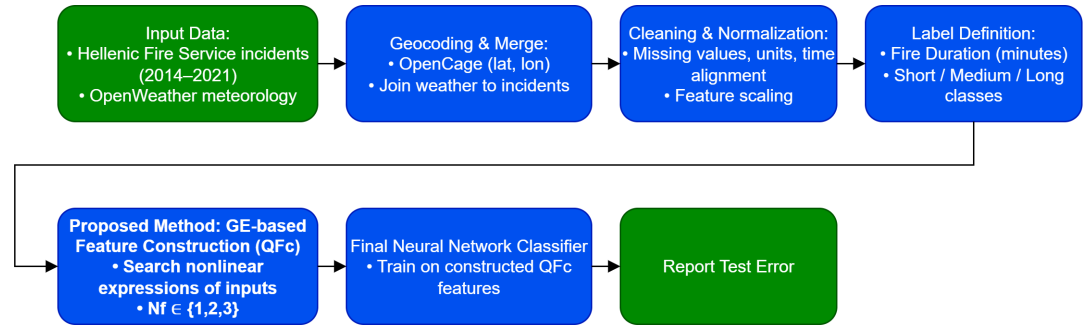 Input Data:
• Hellenic Fire Service incidents
(2014–2021)
• OpenWeather meteorology
Geocoding & Merge:
• OpenCage (lat, lon)
• Join weather to incidents
Cleaning & Normalization:
• Missing values, units, time
alignment
• Feature scaling
Label Definition:
• Fire Duration (minutes)
• Short / Medium / Long
classes
Proposed Method: GE-based
Feature Construction (QFc)
• Search nonlinear
expressions of inputs
• Nf ∈ {1,2,3}
Final Neural Network Classifier
• Train on constructed QFc
features
Report Test Error